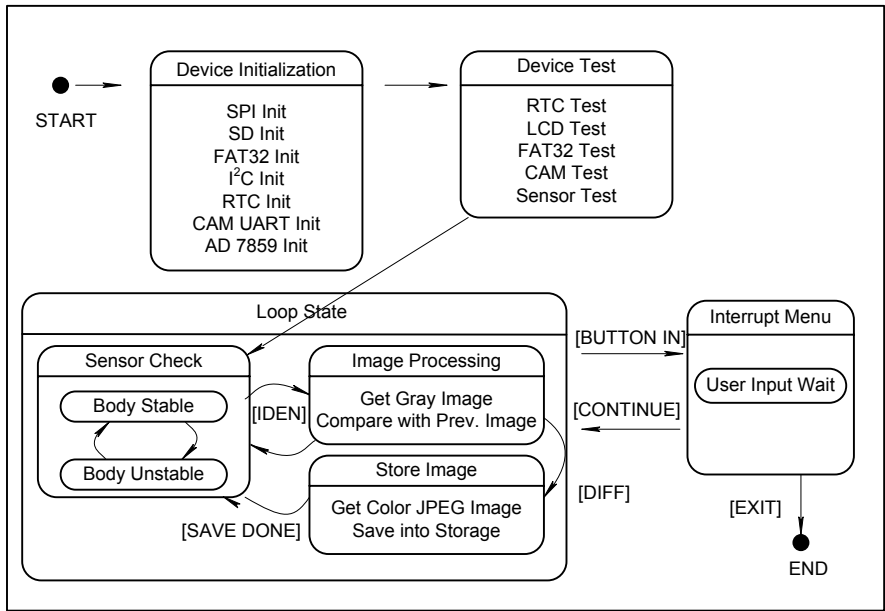 START
Device Initialization
SPI Init
SD Init
FAT32 Init
I²C Init
RTC Init
CAM UART Init
AD 7859 Init
Device Test
RTC Test
LCD Test
FAT32 Test
CAM Test
Sensor Test
Loop State
Sensor Check
Body Stable
Body Unstable
[IDEN]
Image Processing
Get Gray Image
Compare with Prev. Image
[DIFF]
Store Image
Get Color JPEG Image
Save into Storage
[SAVE DONE]
[BUTTON IN]
[CONTINUE]
Interrupt Menu
User Input Wait
[EXIT]
END